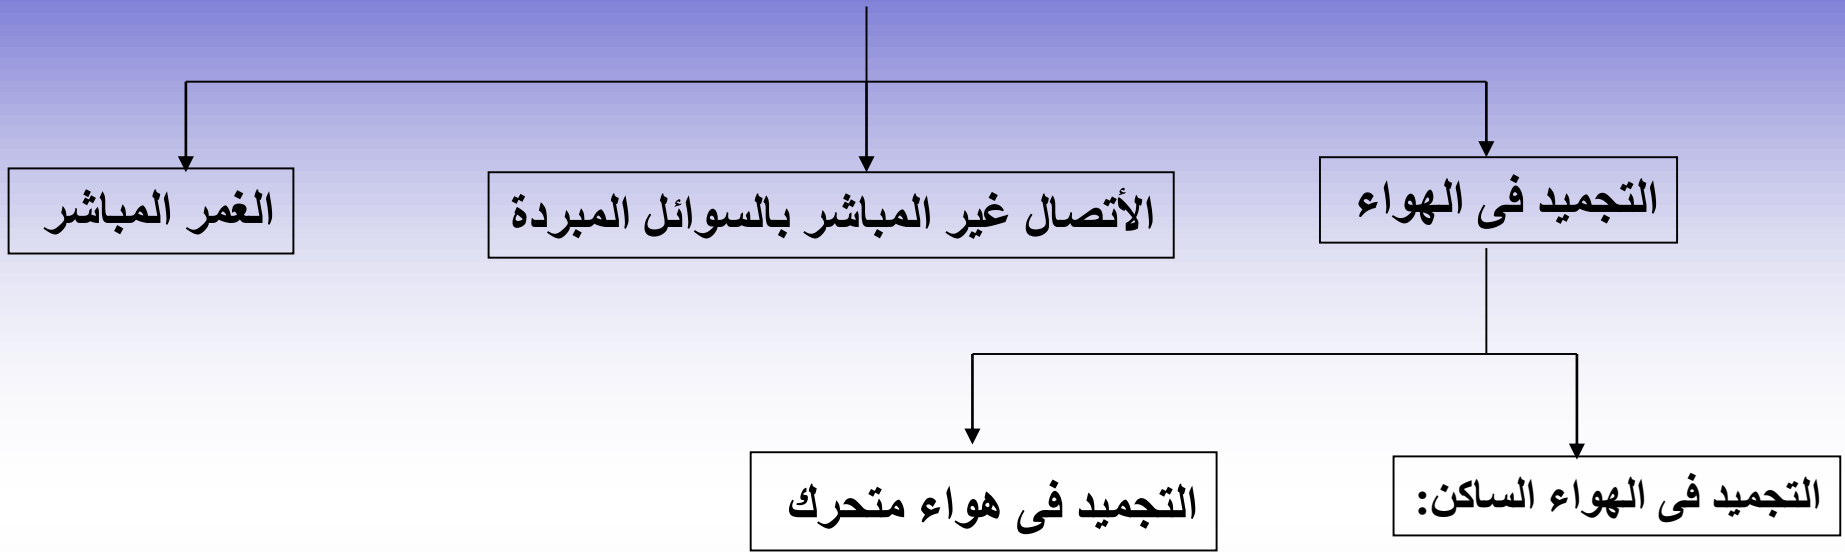 التجميد فى الهواء
الأتصال غير المباشر بالسوائل المبردة
الغمر المباشر
التجميد فى الهواء الساكن:
التجميد فى هواء متحرك